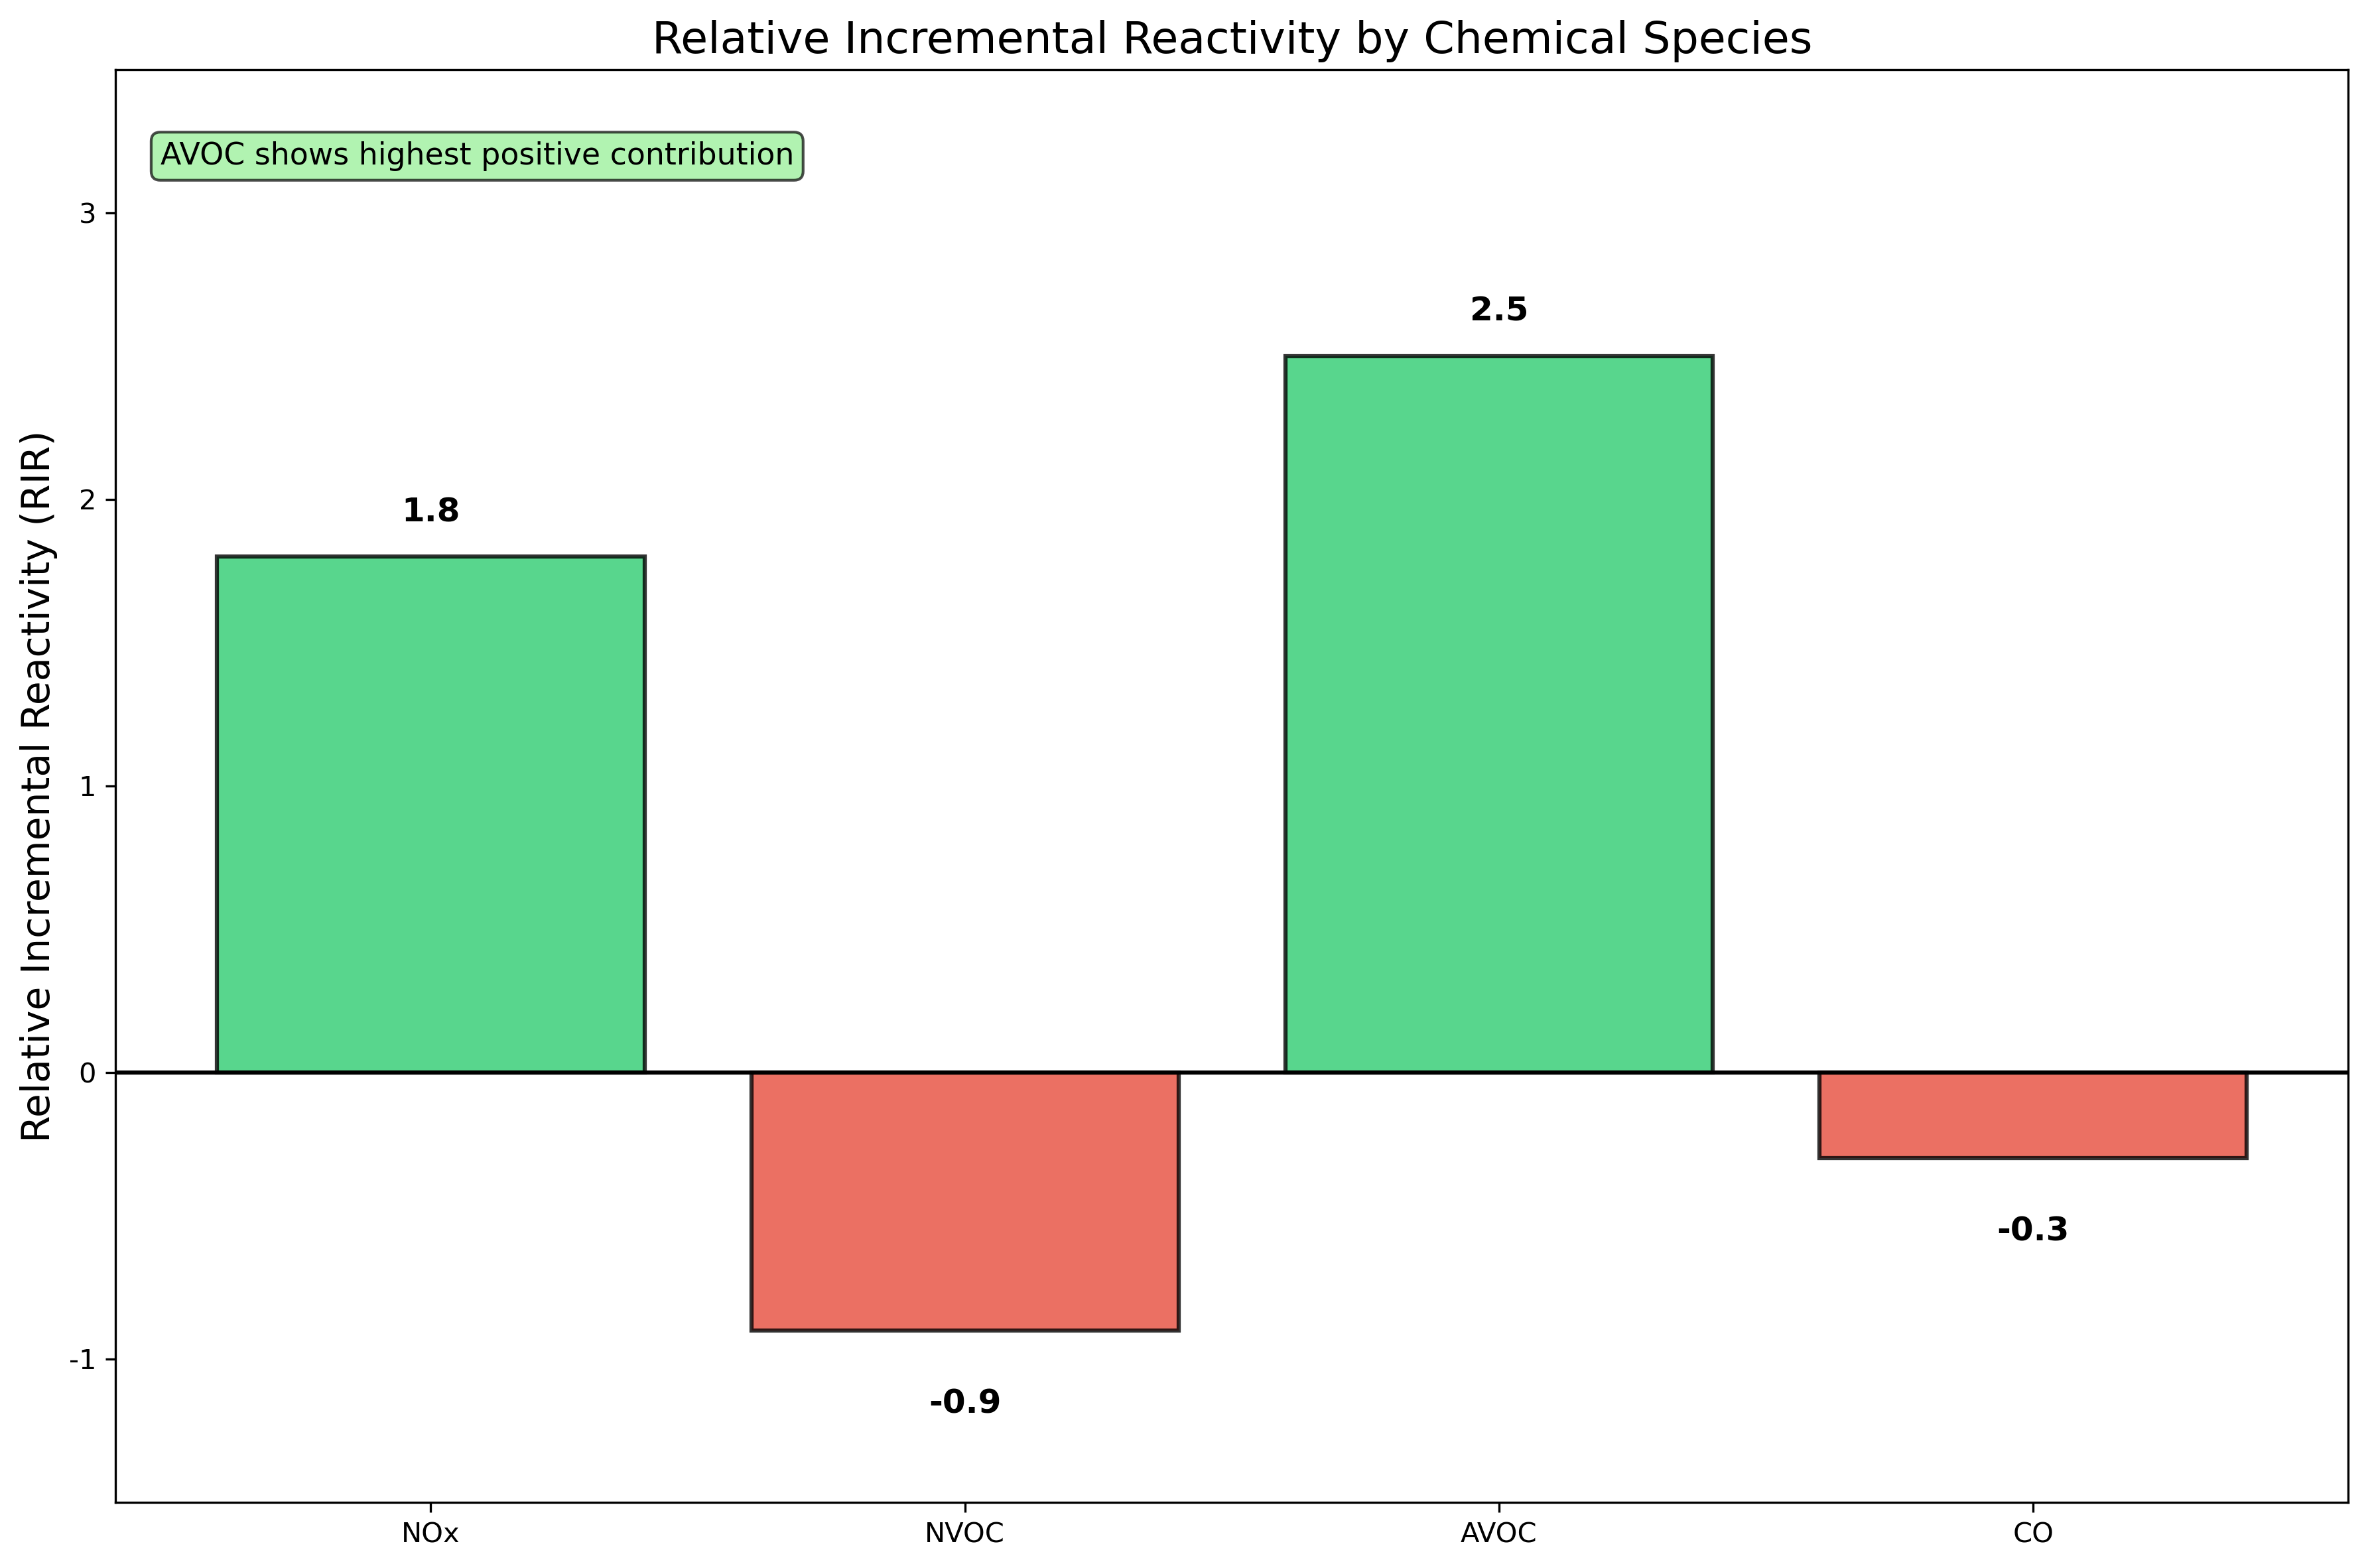 Relative Incremental Reactivity by Chemical Species
AVOC shows highest positive contribution
Relative Incremental Reactivity (RIR)
3
2
1
0
-1
1.8
-0.9
2.5
-0.3
NOx
NVOC
AVOC
CO